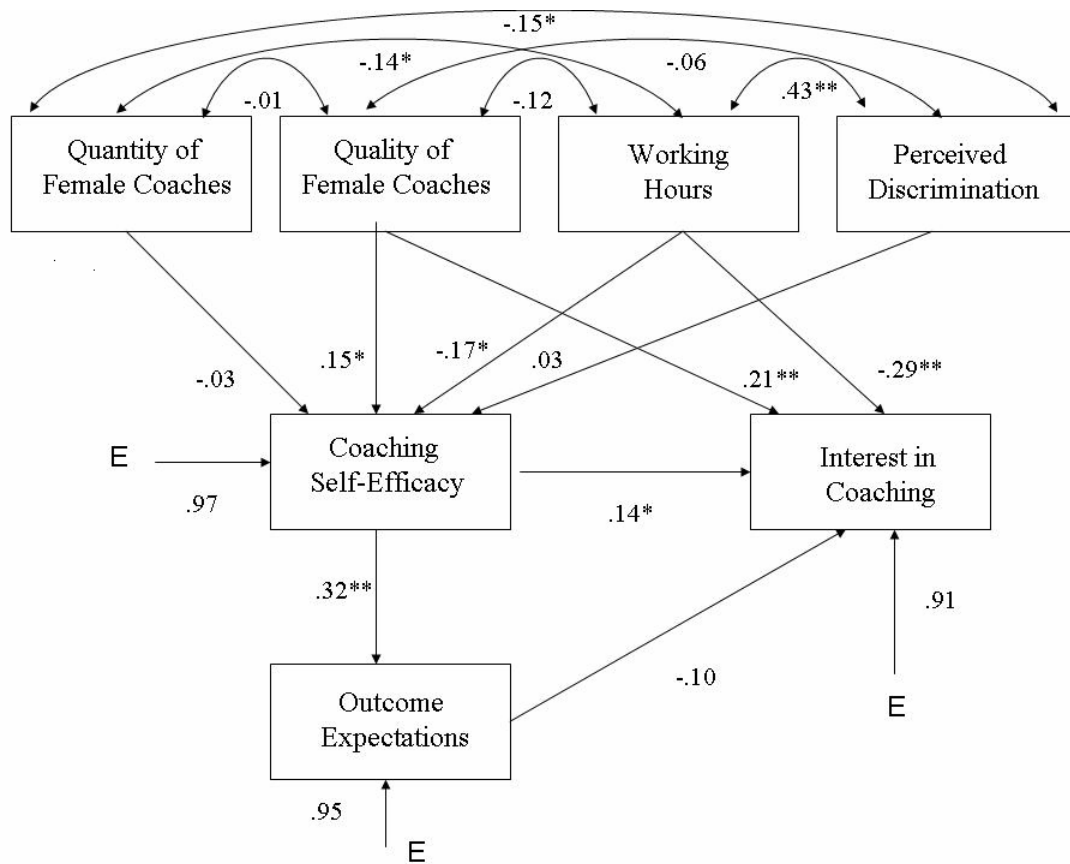 -.15*
-.14*
-.06
-.01
-.12
.43**
Quantity of
Female Coaches
Quality of
Female Coaches
Working
Hours
Perceived
Discrimination
-.03
.15*
-.17*
.03
.21**
-.29**
E
.97
Coaching
Self-Efficacy
.14*
Interest in
Coaching
.32**
.91
-.10
E
Outcome
Expectations
.95
E